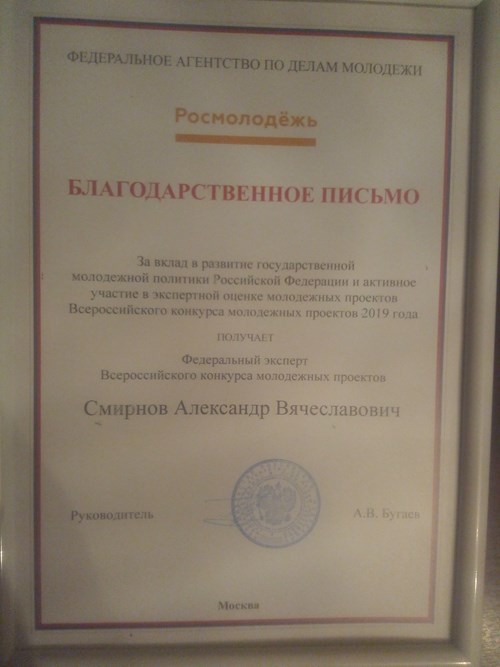 ФЕДЕРАЛЬНОЕ АГЕНТСТВО ПО ДЕЛАМ МОЛОДЕЖИ
Росмолодёжь
БЛАГОДАРСТВЕННОЕ ПИСЬМО
За вклад в развитие государственной
молодежной политики Российской Федерации и активное
участие в экспертной оценке молодежных проектов
Всероссийского конкурса молодежных проектов 2019 года
ПОЛУЧАЕТ
Федеральный эксперт
Всероссийского конкурса молодежных проектов
Смирнов Александр Вячеславович
Руководитель А.В. Бугаев
Москва